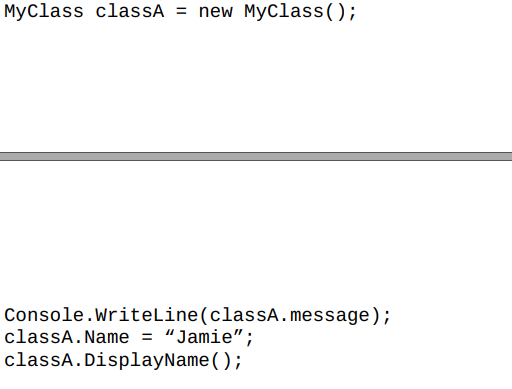 MyClass classA = new MyClass();
Console.WriteLine(classA.message);
classA.Name = “Jamie”;
classA.DisplayName();